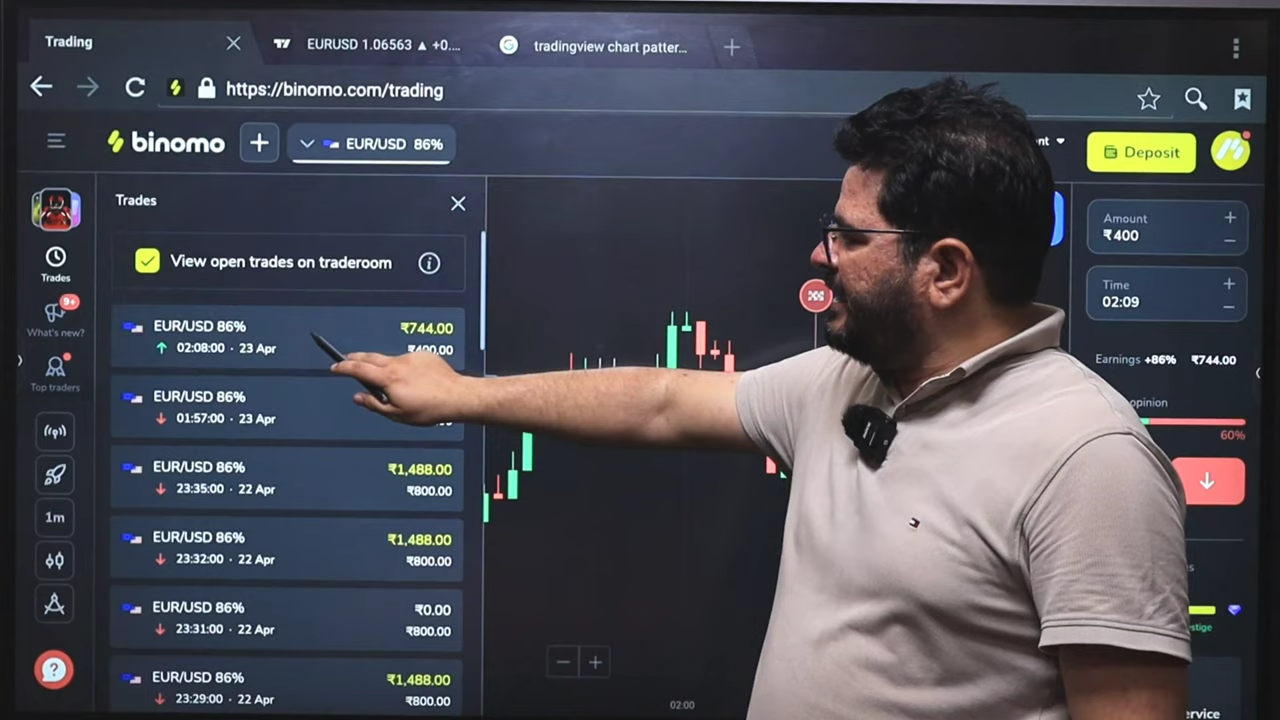 Trading
EURUSD 1.06563 ▲ +0....
tradingview chart patter...
https://binomo.com/trading
binomo
EUR/USD 86%
nt
Deposit
Trades
View open trades on traderoom
EUR/USD 86%
₹744.00
02:08:00 · 23 Apr
₹400.00
EUR/USD 86%
01:57:00 · 23 Apr
EUR/USD 86%
₹1,488.00
23:35:00 · 22 Apr
₹800.00
EUR/USD 86%
₹1,488.00
23:32:00 · 22 Apr
₹800.00
EUR/USD 86%
₹0.00
23:31:00 · 22 Apr
₹800.00
EUR/USD 86%
₹1,488.00
23:29:00 · 22 Apr
₹800.00
Trades
9+
What's new?
Top traders
1m
?
02:00
Amount
₹400
Time
02:09
Earnings +86% ₹744.00
opinion
60%
s
stige
rvice